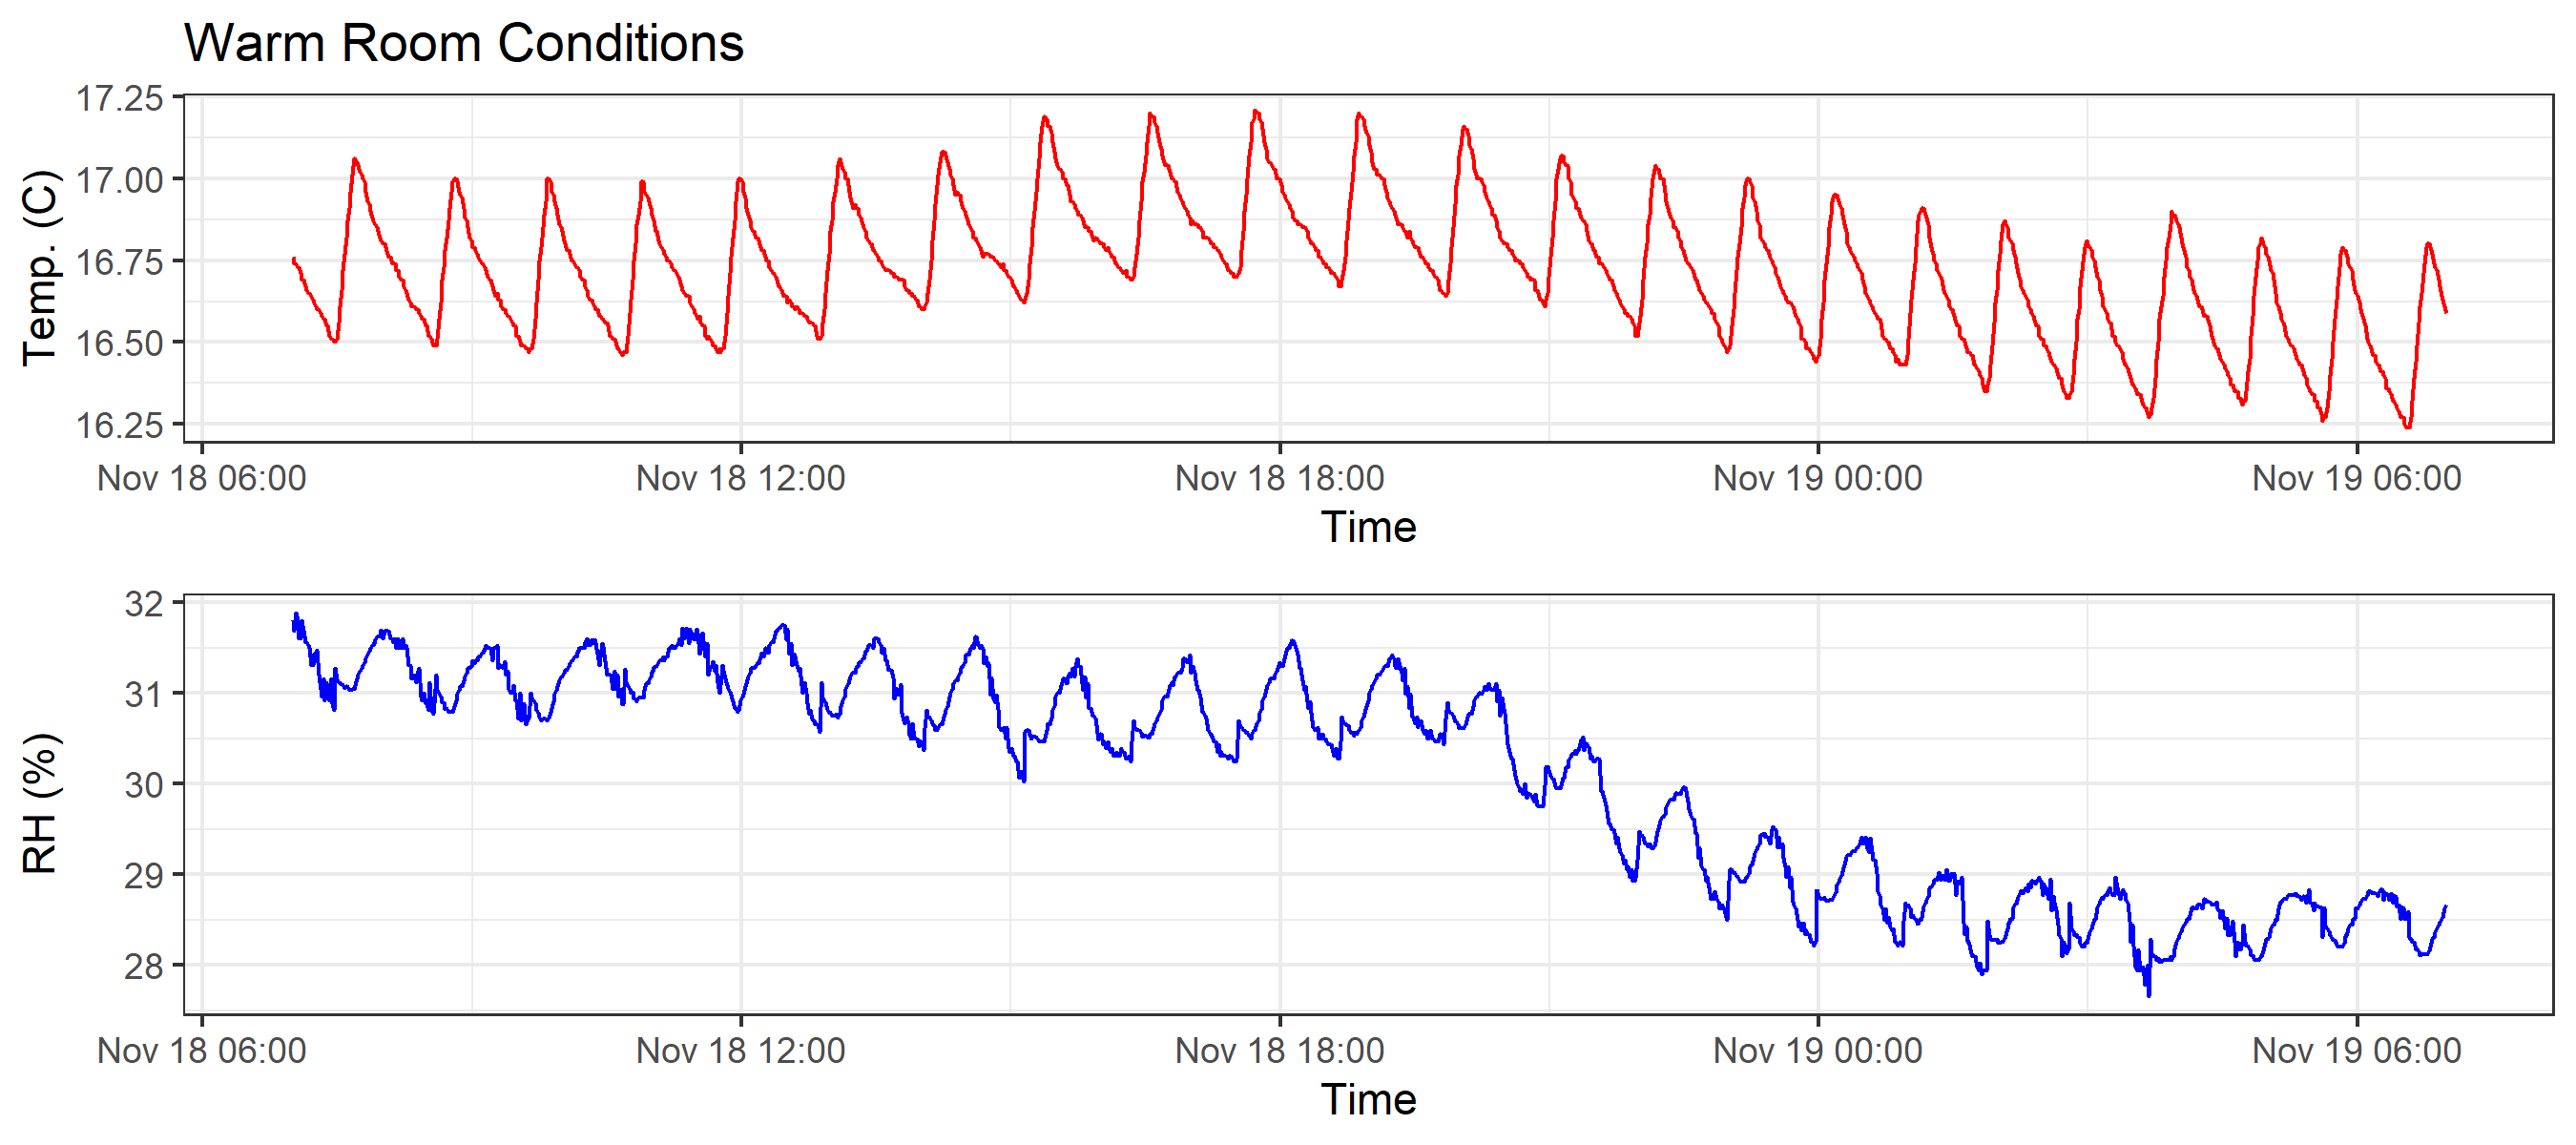 Warm Room Conditions
17.25
17.00
16.75
16.50
16.25
Temp. (C)
Nov 18 06:00 Nov 18 12:00 Nov 18 18:00 Nov 19 00:00 Nov 19 06:00
Time
32
31
30
29
28
RH (%)
Nov 18 06:00 Nov 18 12:00 Nov 18 18:00 Nov 19 00:00 Nov 19 06:00
Time